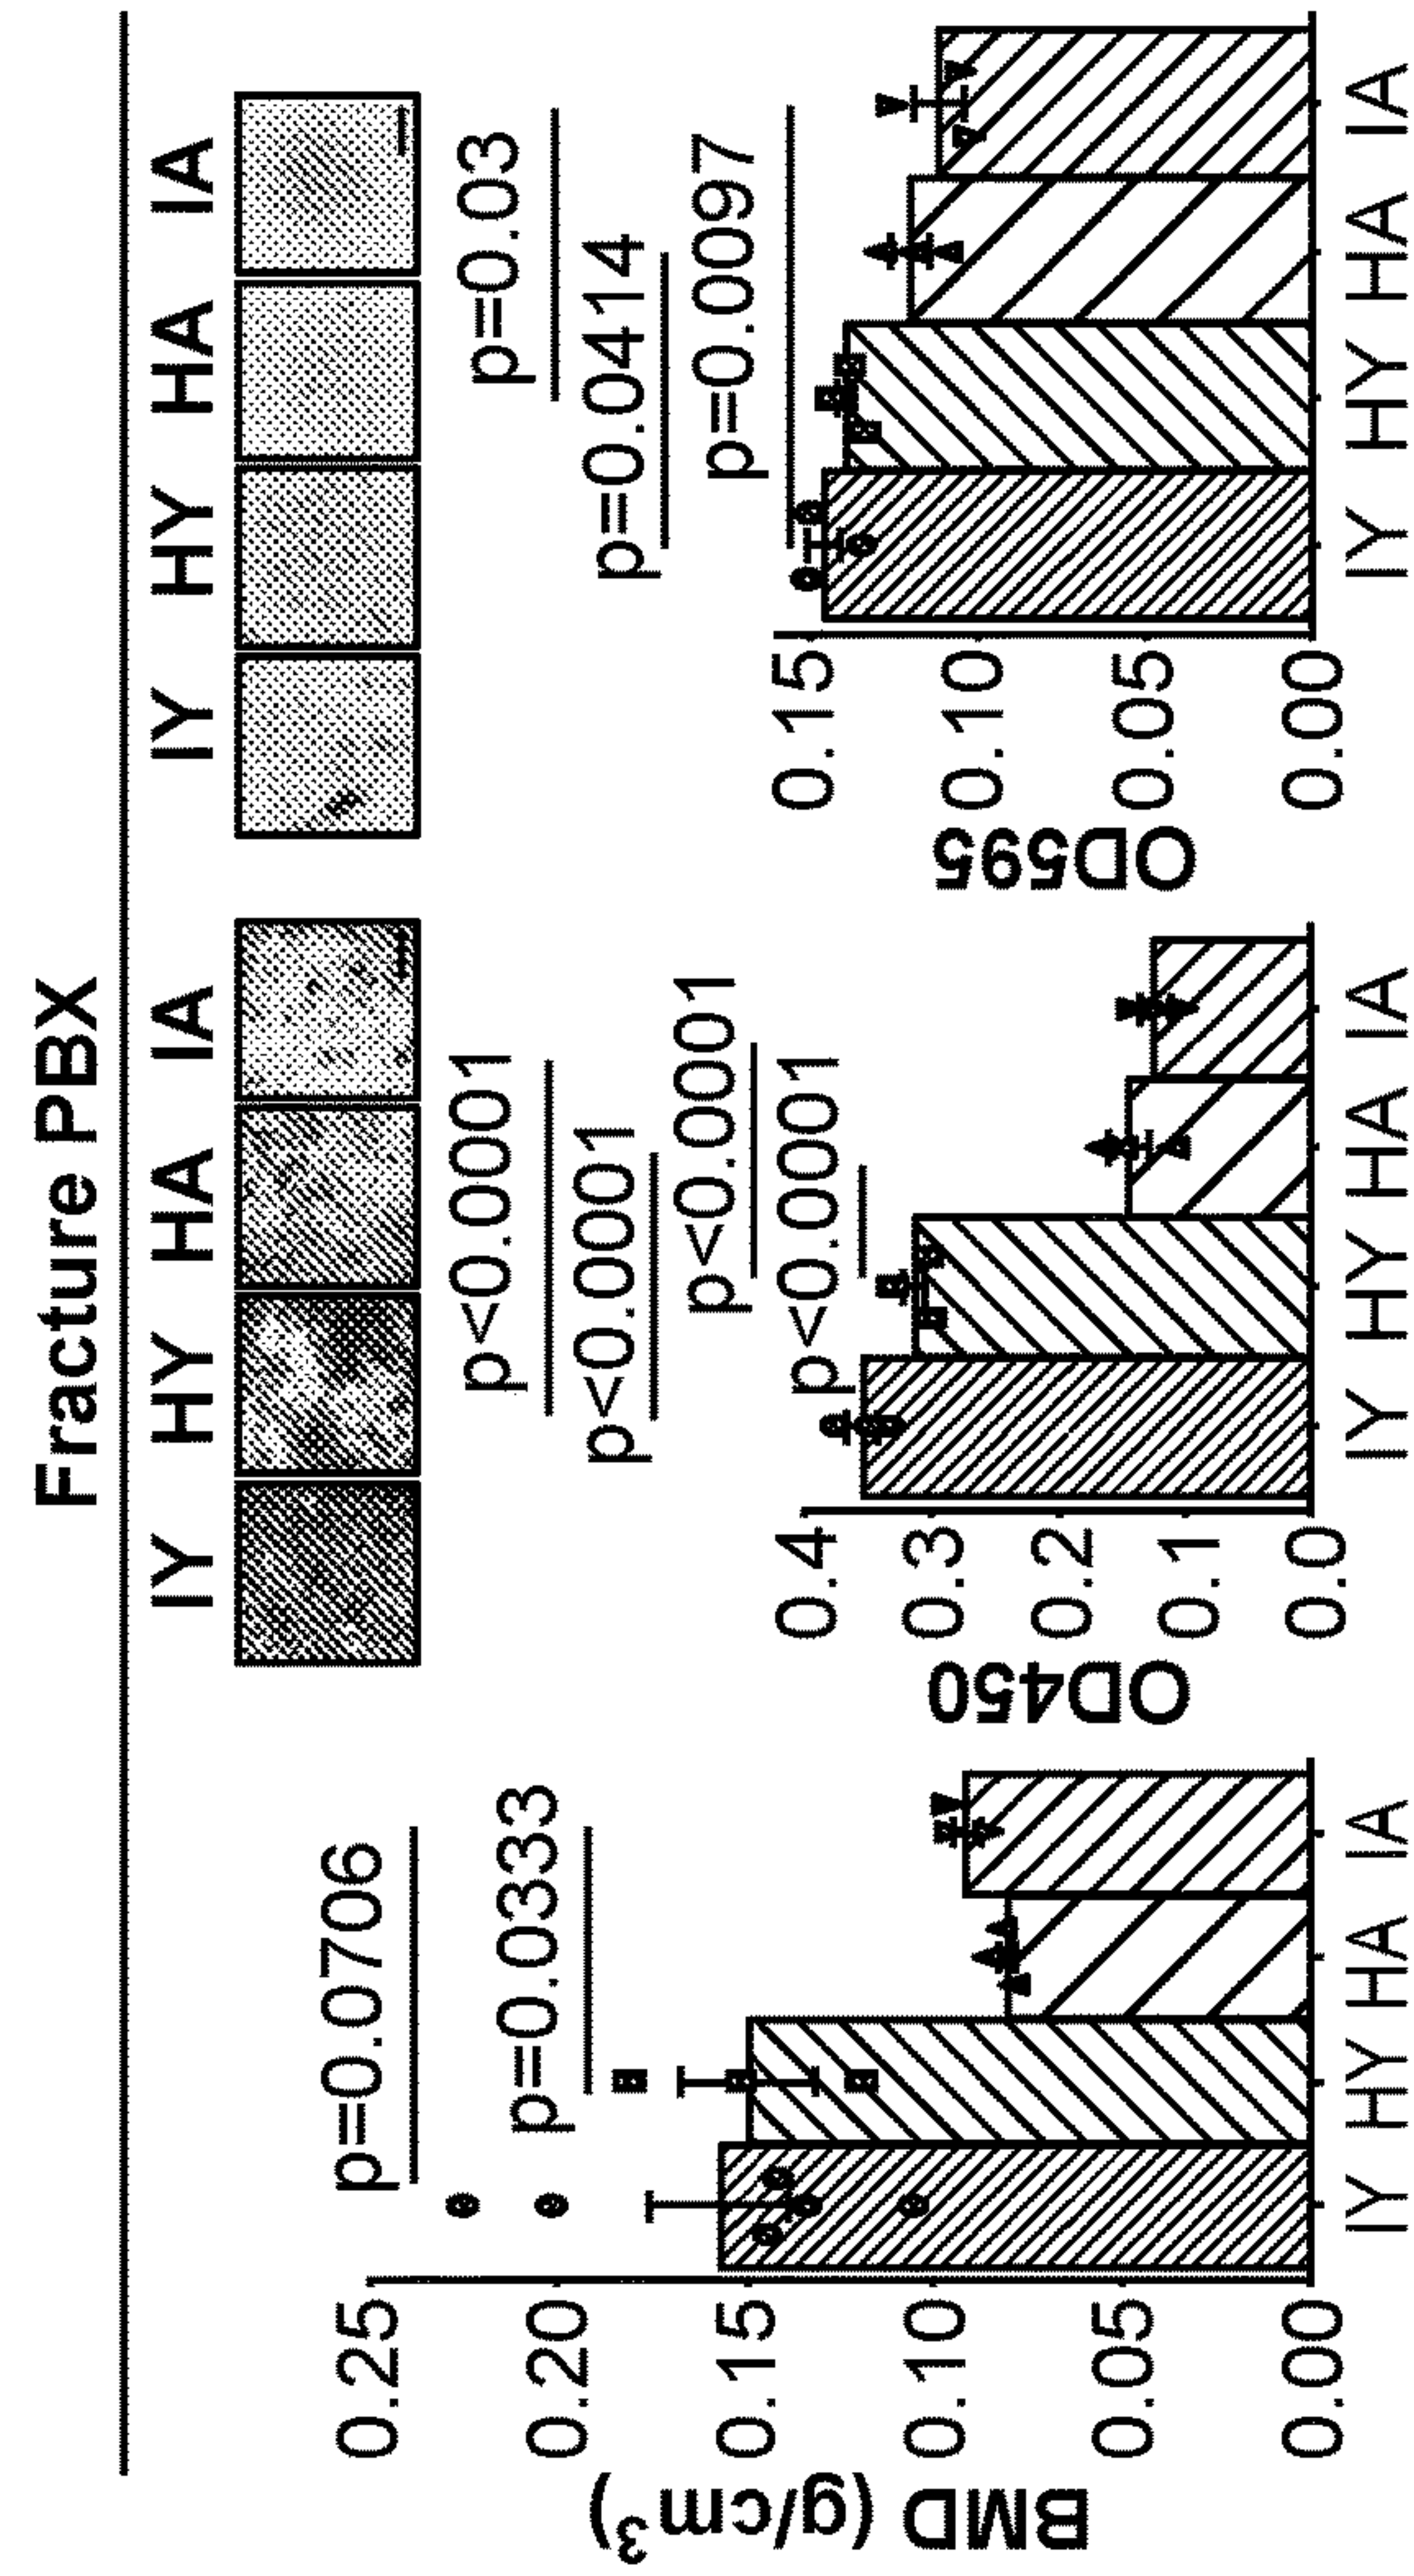 Fracture PBX
IY HY HA IA
IY HY HA IA
BMD (g/cm³)
0.25
0.20
0.15
0.10
0.05
0.00
p=0.0706
p=0.0333
IY HY HA IA
OD450
0.4
0.3
0.2
0.1
0.0
p<0.0001
p<0.0001
p<0.0001
p<0.0001
IY HY HA IA
OD595
0.15
0.10
0.05
0.00
p=0.03
p=0.0414
p=0.0097
IY HY HA IA